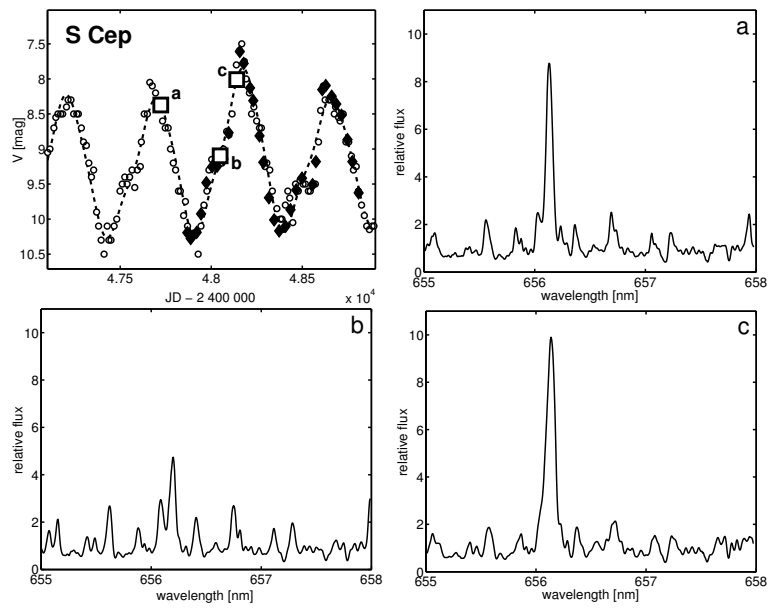 S Cep
a
c
b
7.5
8
8.5
9
9.5
10
10.5
V [mag]
4.75
4.8
4.85
x 10⁴
JD − 2 400 000
a
10
8
6
4
2
0
relative flux
655
656
657
658
wavelength [nm]
b
10
8
6
4
2
0
relative flux
655
656
657
658
wavelength [nm]
c
10
8
6
4
2
0
relative flux
655
656
657
658
wavelength [nm]